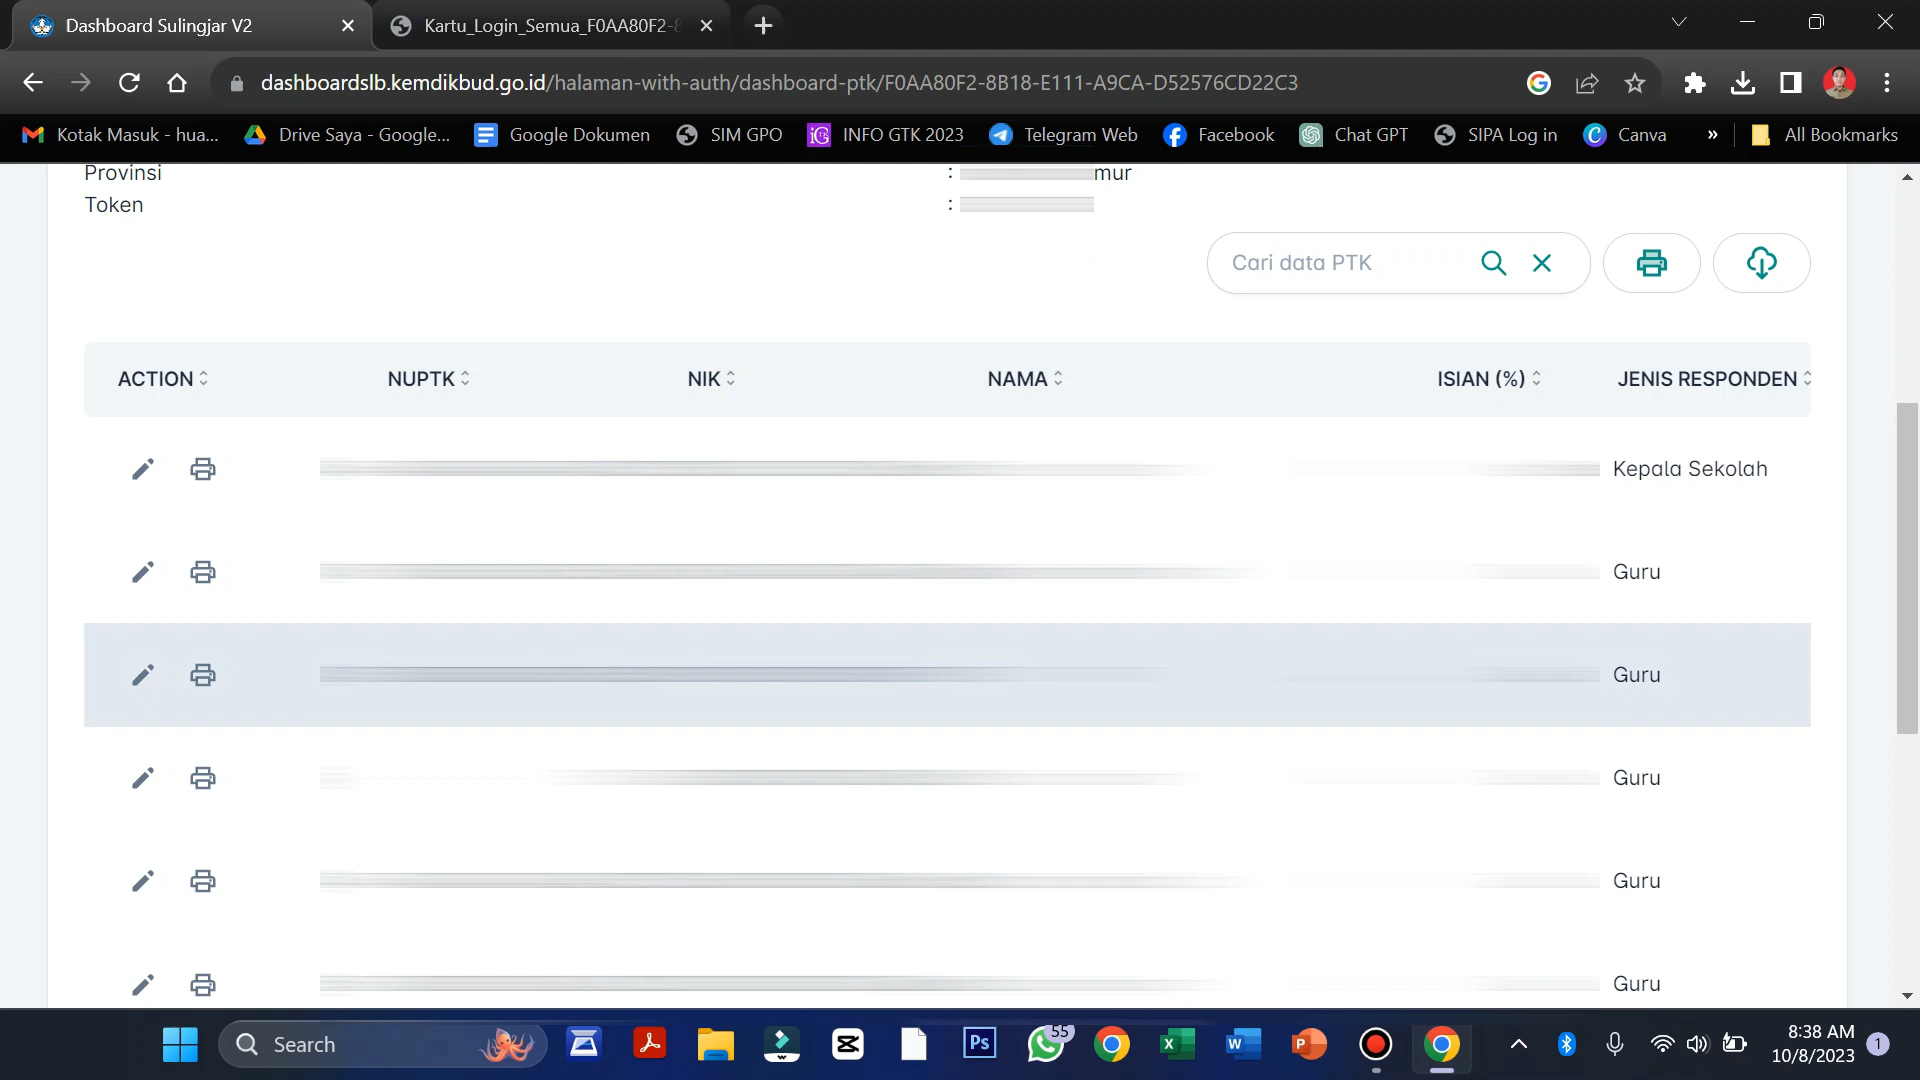 Dashboard Sulingjar V2
Kartu_Login_Semua_F0AA80F2-8
dashboardslb.kemdikbud.go.id/halaman-with-auth/dashboard-ptk/F0AA80F2-8B18-E111-A9CA-D52576CD22C3
Kotak Masuk - hua... Drive Saya - Google... Google Dokumen SIM GPO iG INFO GTK 2023 Telegram Web Facebook Chat GPT SIPA Log in Canva » All Bookmarks
Provinsi : mur
Token :
Cari data PTK
ACTION NUPTK NIK NAMA ISIAN (%) JENIS RESPONDEN
Kepala Sekolah
Guru
Guru
Guru
Guru
Guru
Search Ps 55 X W P 8:38 AM
10/8/2023 1